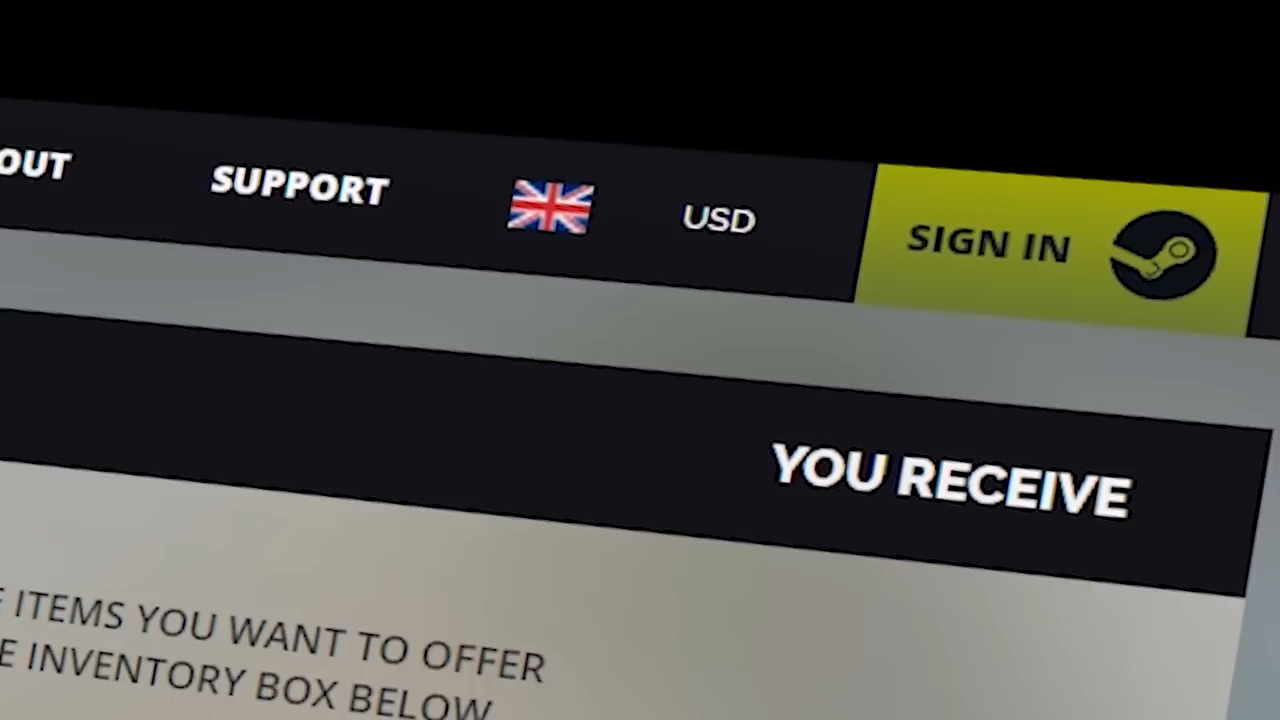 OUT
SUPPORT
USD
SIGN IN
YOU RECEIVE
ITEMS YOU WANT TO OFFER
INVENTORY BOX BELOW